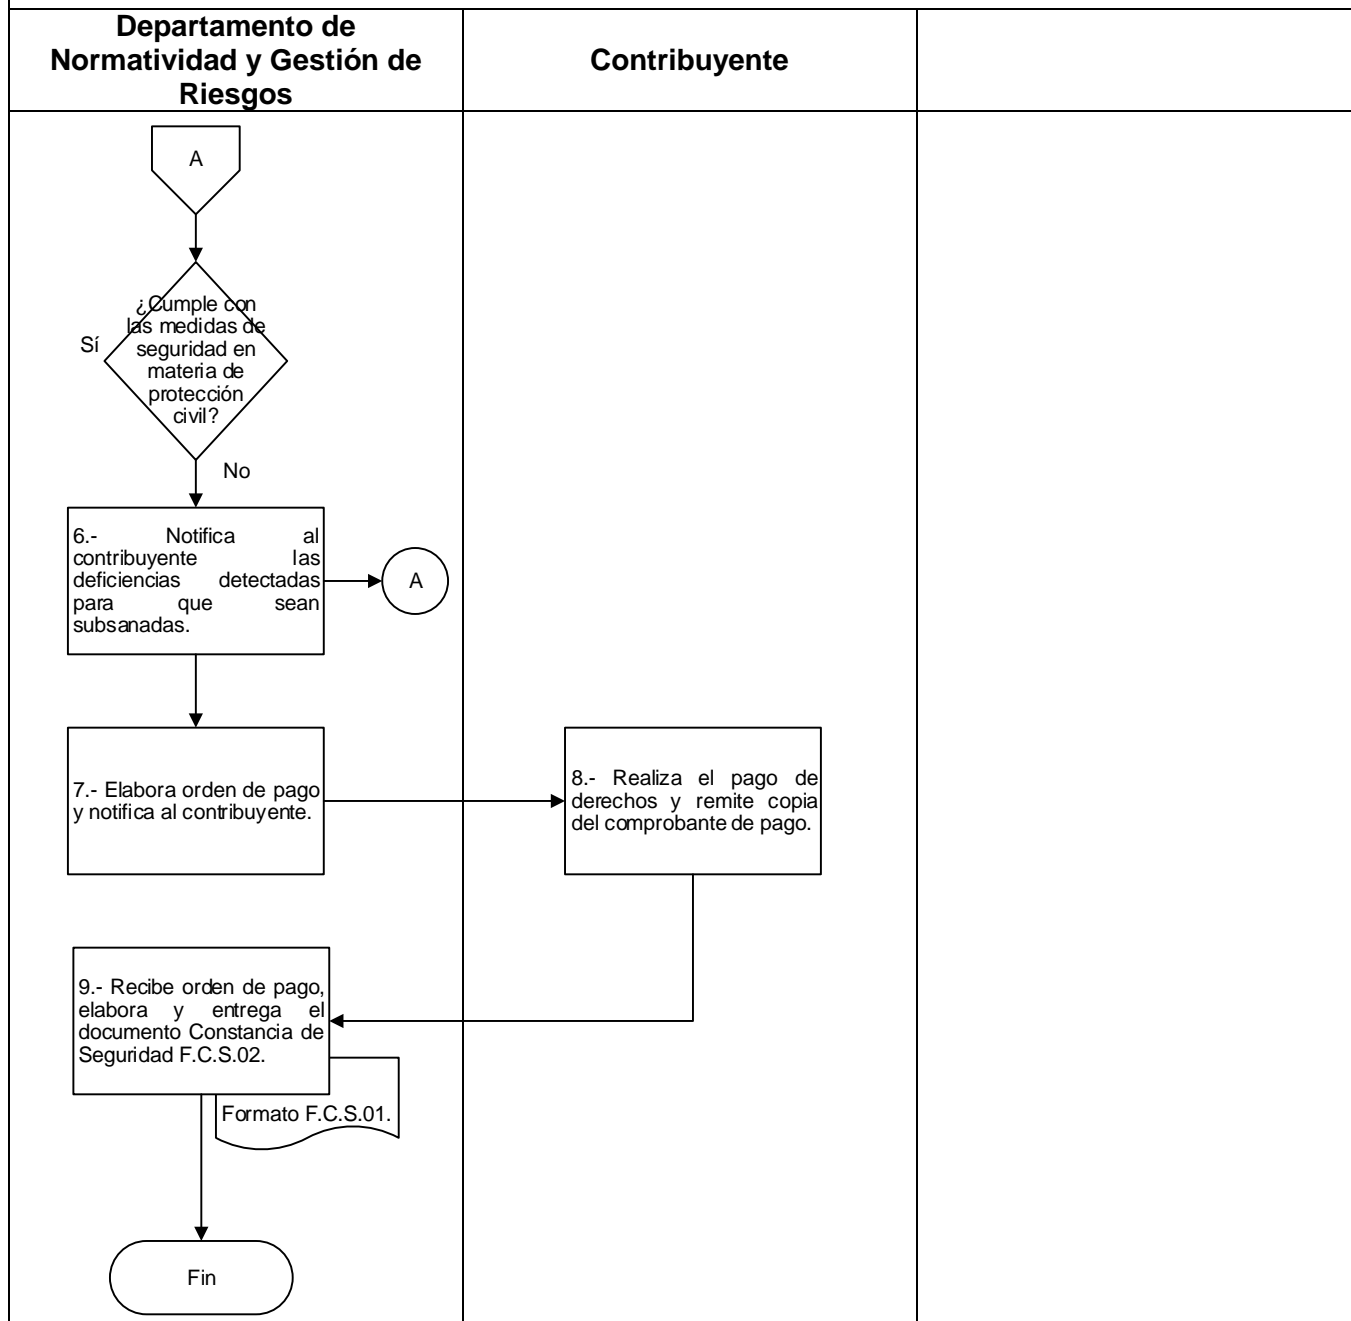 Departamento de
Normatividad y Gestión de
Riesgos
Contribuyente
A
¿Cumple con
las medidas de
seguridad en
materia de
protección
civil?
Sí
No
6.- Notifica al
contribuyente las
deficiencias detectadas
para que sean
subsanadas.
A
7.- Elabora orden de pago
y notifica al contribuyente.
8.- Realiza el pago de
derechos y remite copia
del comprobante de pago.
9.- Recibe orden de pago,
elabora y entrega el
documento Constancia de
Seguridad F.C.S.02.
Formato F.C.S.01.
Fin